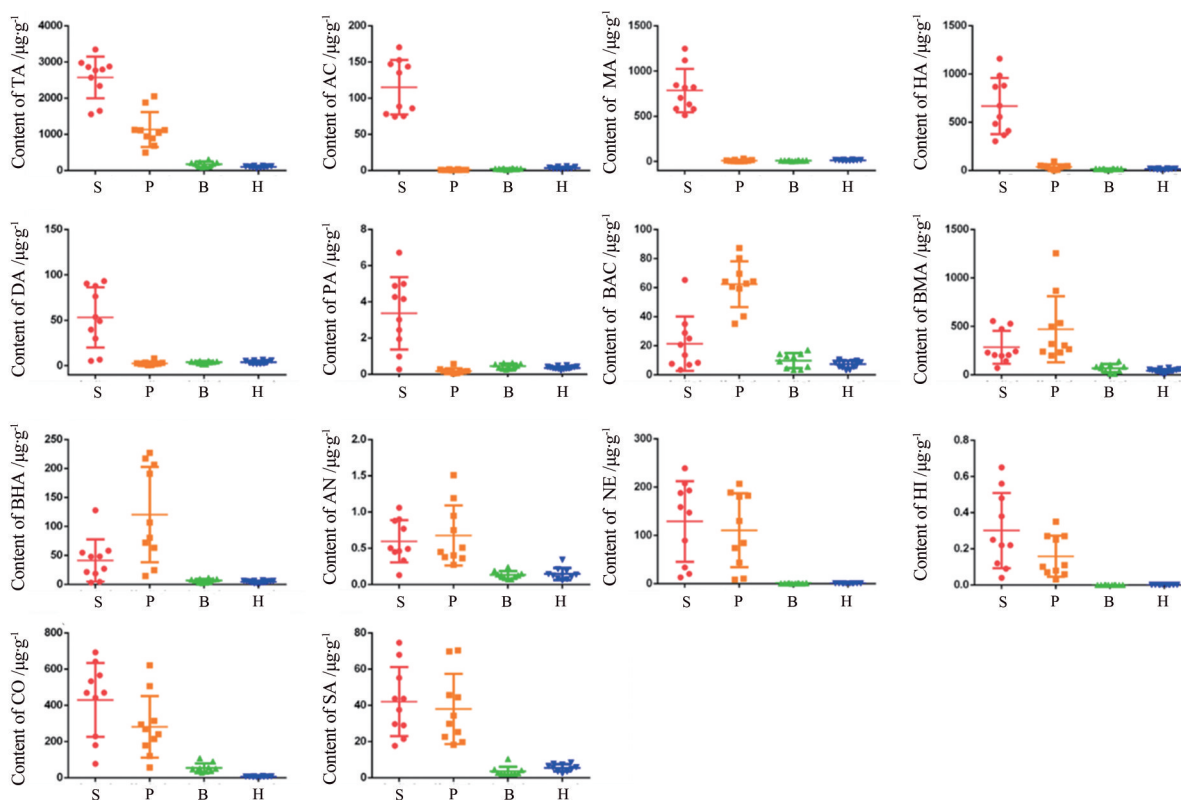 Content of TA /μg·g⁻¹
4000
3000
2000
1000
0
S P B H
Content of AC /μg·g⁻¹
200
150
100
50
0
S P B H
Content of MA /μg·g⁻¹
1500
1000
500
0
S P B H
Content of HA /μg·g⁻¹
1500
1000
500
0
S P B H
Content of DA /μg·g⁻¹
150
100
50
0
S P B H
Content of PA /μg·g⁻¹
8
6
4
2
0
S P B H
Content of BAC /μg·g⁻¹
100
80
60
40
20
0
S P B H
Content of BMA /μg·g⁻¹
1500
1000
500
0
S P B H
Content of BHA /μg·g⁻¹
250
200
150
100
50
0
S P B H
Content of AN /μg·g⁻¹
2.0
1.5
1.0
0.5
0.0
S P B H
Content of NE /μg·g⁻¹
300
200
100
0
S P B H
Content of HI /μg·g⁻¹
0.8
0.6
0.4
0.2
0.0
S P B H
Content of CO /μg·g⁻¹
800
600
400
200
0
S P B H
Content of SA /μg·g⁻¹
80
60
40
20
0
S P B H